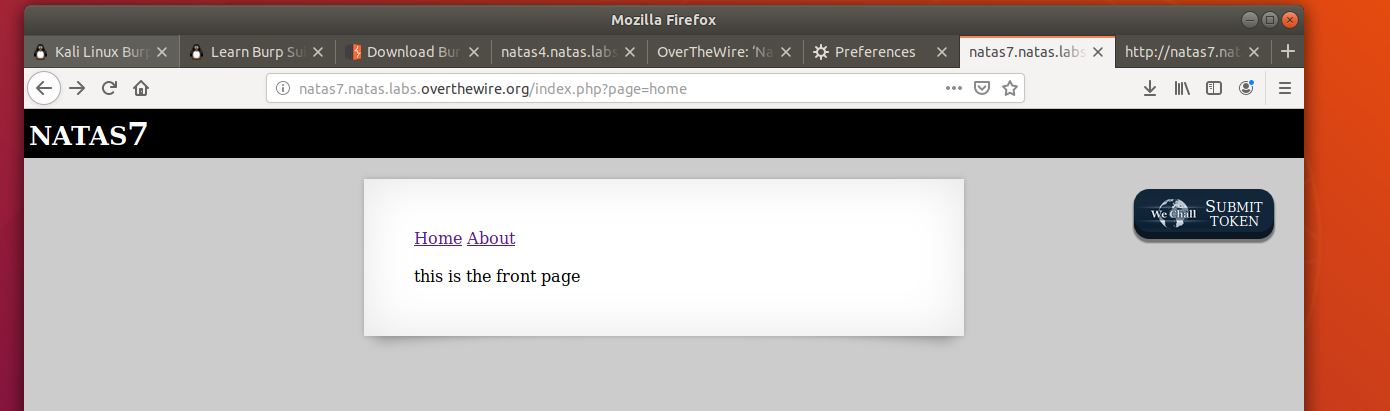 Mozilla Firefox
Kali Linux Burp
Learn Burp Sui
Download Bur
natas4.natas.labs
OverTheWire: ‘Na
Preferences
natas7.natas.labs
http://natas7.nat
natas7.natas.labs.overthewire.org/index.php?page=home
NATAS7
Home About
this is the front page
We Chall
SUBMIT
TOKEN